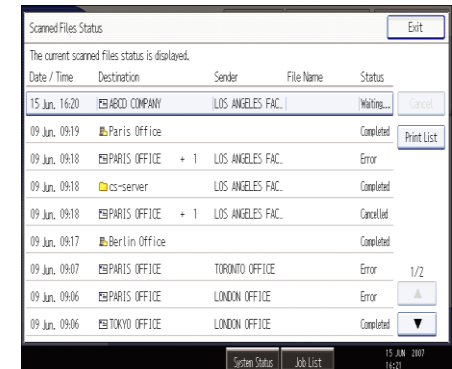 Scanned Files Status Exit
The current scanned files status is displayed.
Date / Time Destination Sender File Name Status
15 Jun. 16:20 ABCD COMPANY LOS ANGELES FAC... Waiting... Cancel
09 Jun. 09:19 Paris Office Completed Print List
09 Jun. 09:18 PARIS OFFICE + 1 LOS ANGELES FAC... Error
09 Jun. 09:18 cs-server LOS ANGELES FAC... Completed
09 Jun. 09:18 PARIS OFFICE + 1 LOS ANGELES FAC... Cancelled
09 Jun. 09:17 Berlin Office Completed
09 Jun. 09:07 PARIS OFFICE TORONTO OFFICE Error 1/2
09 Jun. 09:06 PARIS OFFICE LONDON OFFICE Error
09 Jun. 09:06 TOKYO OFFICE LONDON OFFICE Completed
System Status Job List 15 JUN 2007
16:21